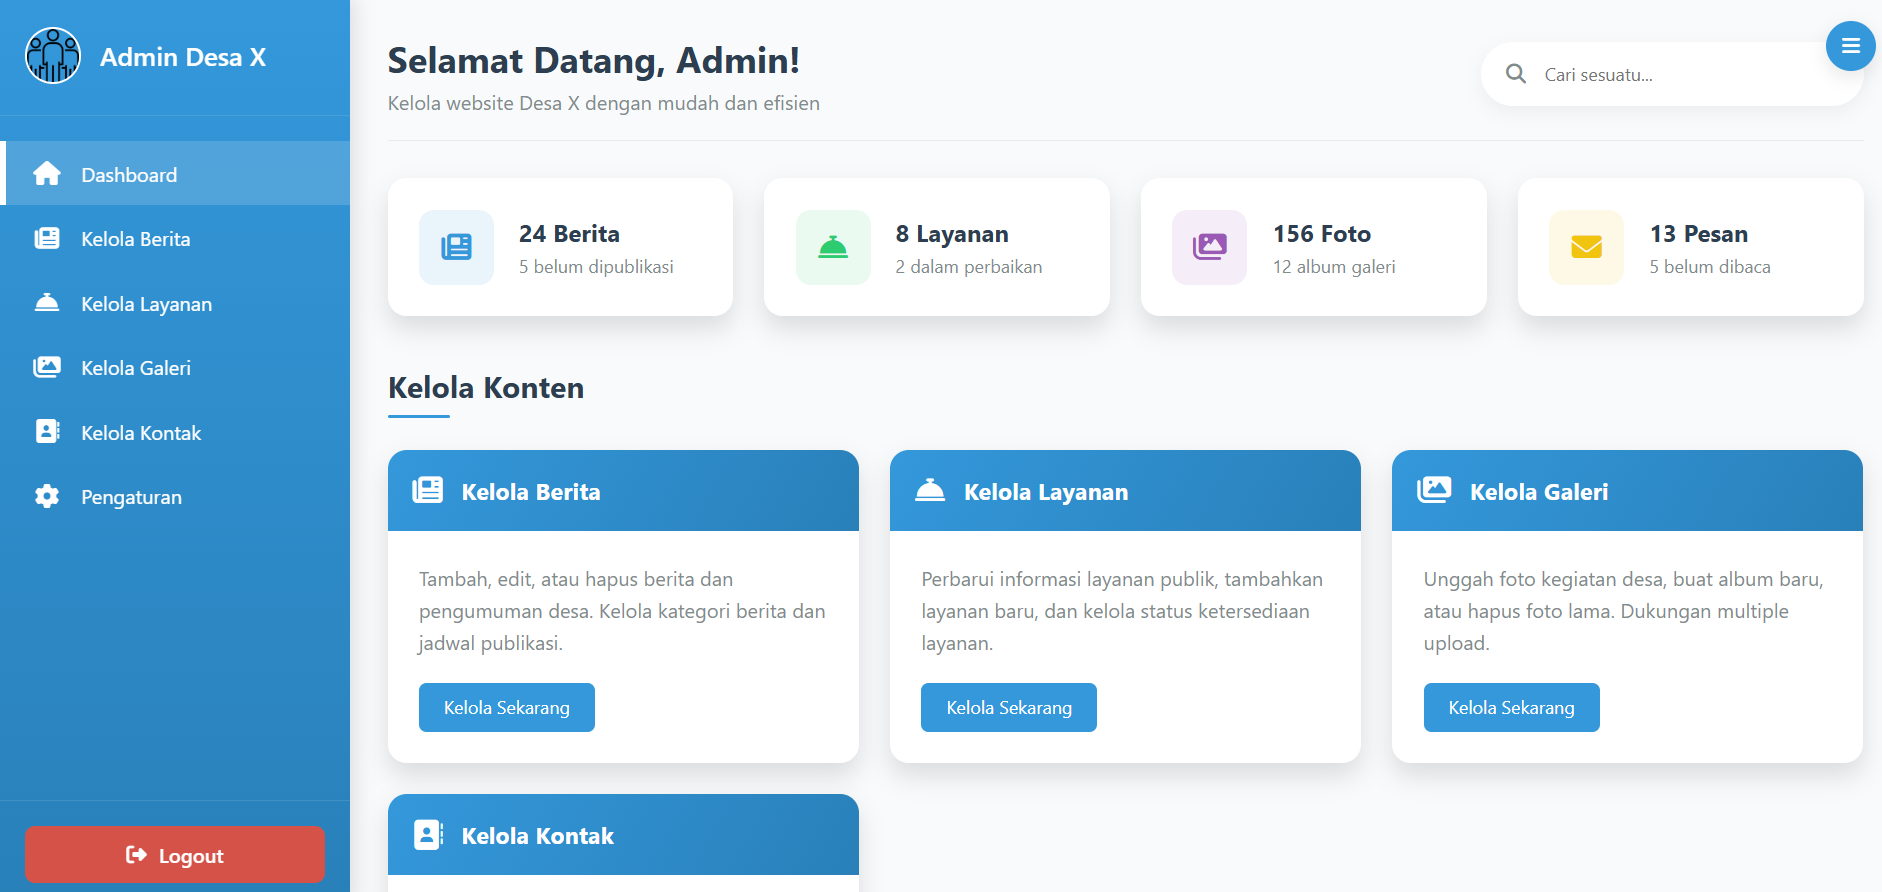 Admin Desa X
Dashboard
Kelola Berita
Kelola Layanan
Kelola Galeri
Kelola Kontak
Pengaturan
Logout
Selamat Datang, Admin!
Kelola website Desa X dengan mudah dan efisien
Cari sesuatu...
24 Berita
5 belum dipublikasi
8 Layanan
2 dalam perbaikan
156 Foto
12 album galeri
13 Pesan
5 belum dibaca
Kelola Konten
Kelola Berita
Tambah, edit, atau hapus berita dan
pengumuman desa. Kelola kategori berita dan
jadwal publikasi.
Kelola Sekarang
Kelola Layanan
Perbarui informasi layanan publik, tambahkan
layanan baru, dan kelola status ketersediaan
layanan.
Kelola Sekarang
Kelola Galeri
Unggah foto kegiatan desa, buat album baru,
atau hapus foto lama. Dukungan multiple
upload.
Kelola Sekarang
Kelola Kontak